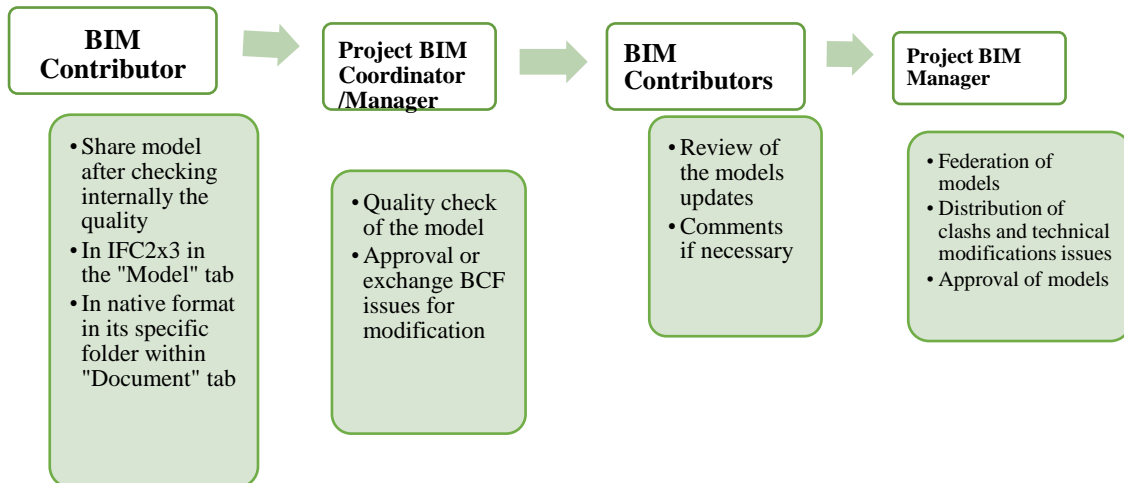 BIM
Contributor
• Share model
after checking
internally the
quality
• In IFC2x3 in
the "Model" tab
• In native format
in its specific
folder within
"Document" tab
Project BIM
Coordinator
/Manager
• Quality check
of the model
• Approval or
exchange BCF
issues for
modification
BIM
Contributors
• Review of
the models
updates
• Comments
if necessary
Project BIM
Manager
• Federation of
models
• Distribution of
clashs and technical
modifications issues
• Approval of models